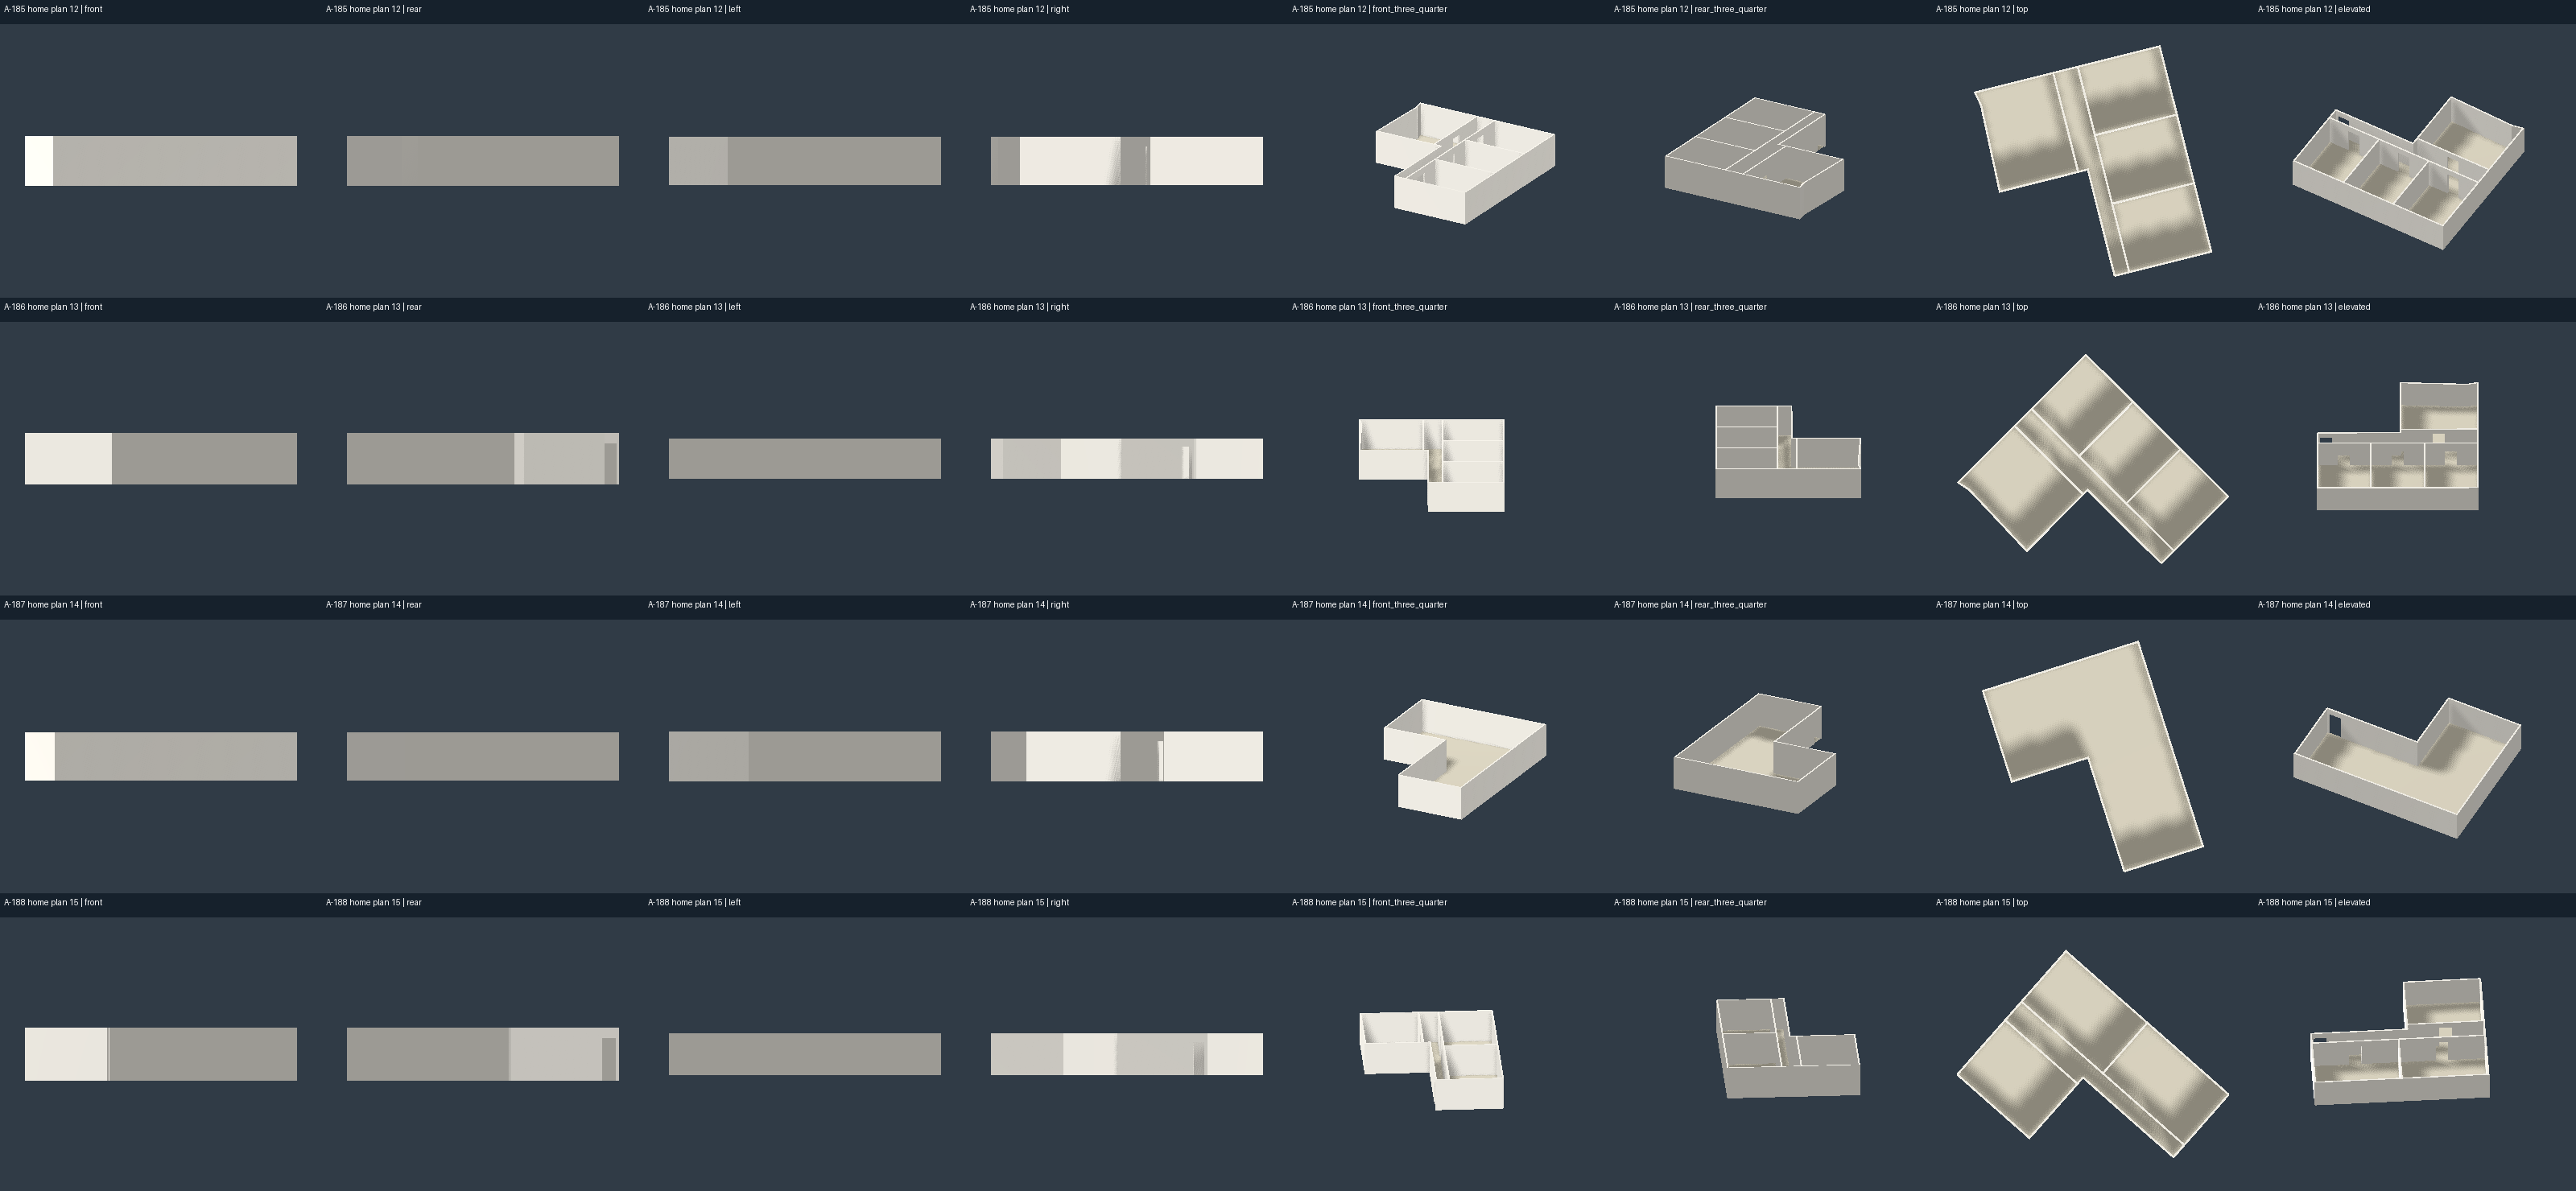 A-185 home plan 12 | front
A-185 home plan 12 | rear
A-185 home plan 12 | left
A-185 home plan 12 | right
A-185 home plan 12 | front_three_quarter
A-185 home plan 12 | rear_three_quarter
A-185 home plan 12 | top
A-185 home plan 12 | elevated
A-186 home plan 13 | front
A-186 home plan 13 | rear
A-186 home plan 13 | left
A-186 home plan 13 | right
A-186 home plan 13 | front_three_quarter
A-186 home plan 13 | rear_three_quarter
A-186 home plan 13 | top
A-186 home plan 13 | elevated
A-187 home plan 14 | front
A-187 home plan 14 | rear
A-187 home plan 14 | left
A-187 home plan 14 | right
A-187 home plan 14 | front_three_quarter
A-187 home plan 14 | rear_three_quarter
A-187 home plan 14 | top
A-187 home plan 14 | elevated
A-188 home plan 15 | front
A-188 home plan 15 | rear
A-188 home plan 15 | left
A-188 home plan 15 | right
A-188 home plan 15 | front_three_quarter
A-188 home plan 15 | rear_three_quarter
A-188 home plan 15 | top
A-188 home plan 15 | elevated